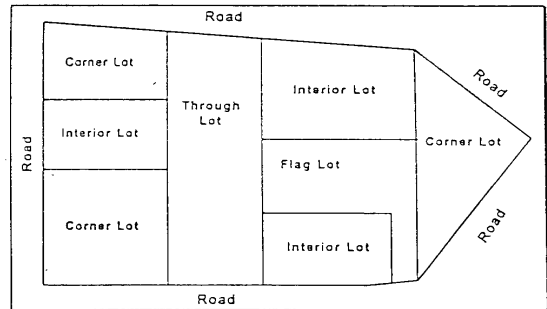 Road
Corner Lot
Through
Lot
Interior Lot
Road
Interior Lot
Road
Corner Lot
Flag Lot
Corner Lot
Interior Lot
Road
Road